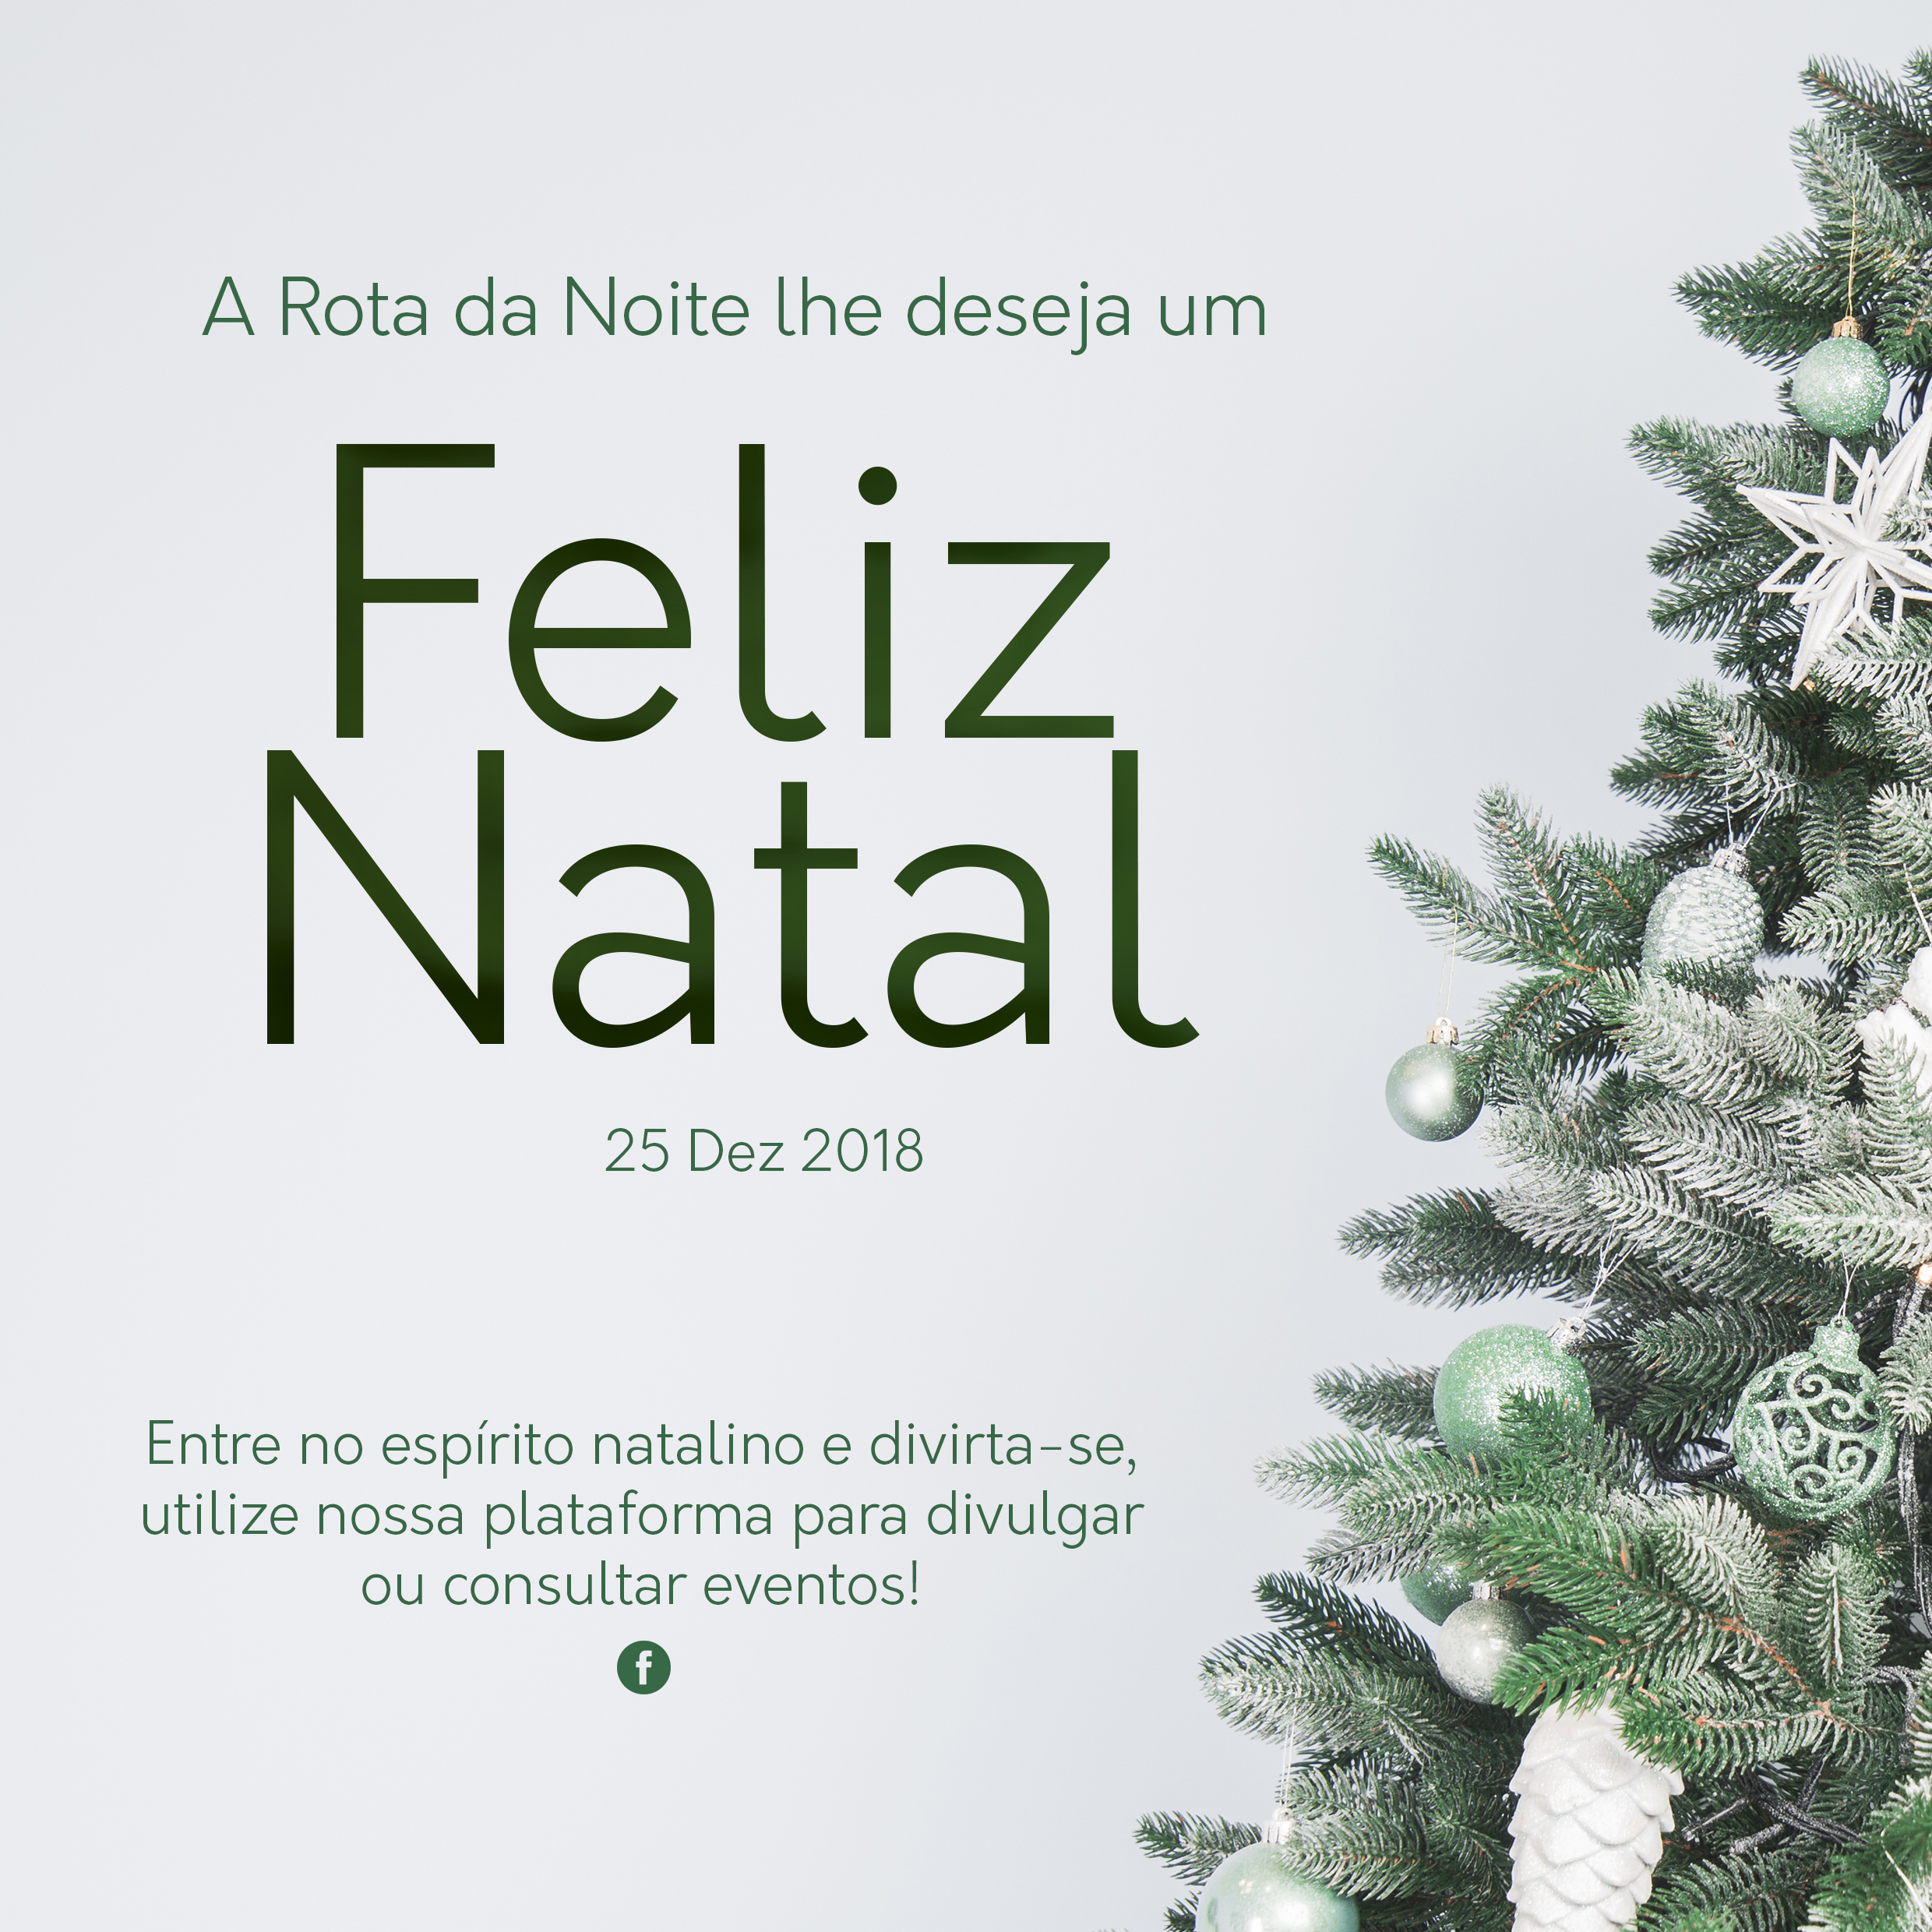 A Rota da Noite lhe deseja um
Feliz
Natal
25 Dez 2018
Entre no espírito natalino e divirta-se,
utilize nossa plataforma para divulgar
ou consultar eventos!
f